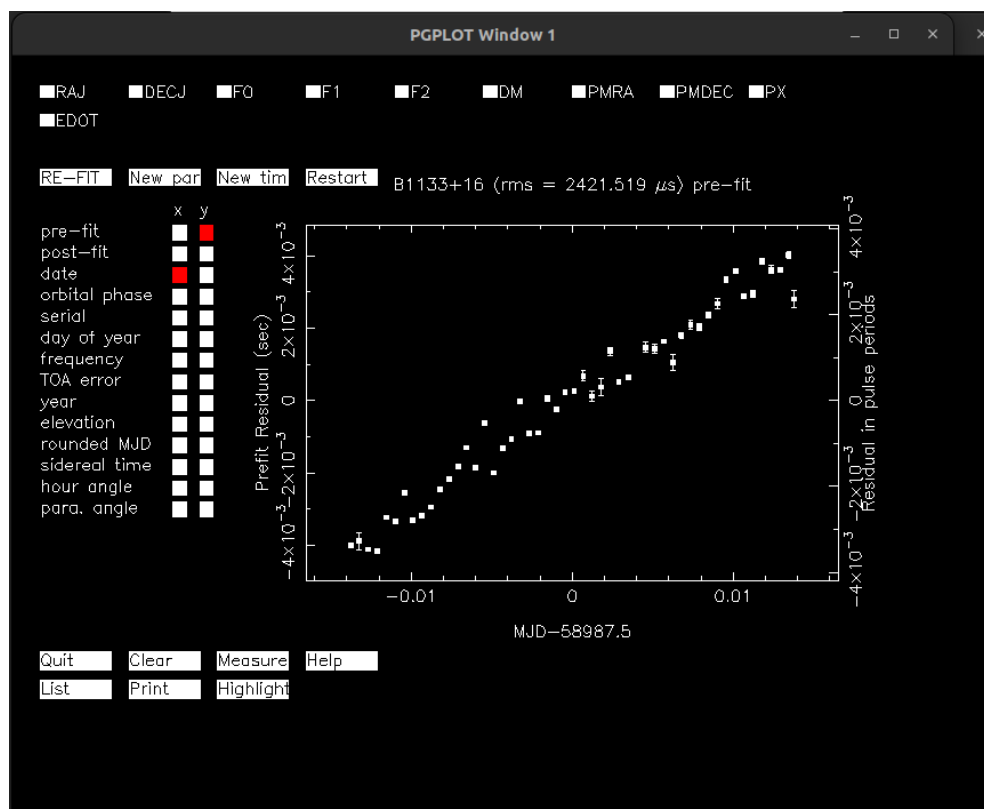 PGPLOT Window 1
RAJ DECJ F0 F1 F2 DM PMRA PMDEC PX
EDOT
RE-FIT New par New tim Restart
B1133+16 (rms = 2421.519 μs) pre-fit
x y
pre-fit
post-fit
date
orbital phase
serial
day of year
frequency
TOA error
year
elevation
rounded MJD
sidereal time
hour angle
para. angle
Prefit Residual (sec)
4×10⁻³
2×10⁻³
0
−2×10⁻³
−4×10⁻³
4×10⁻³
2×10⁻³
0
−2×10⁻³
−4×10⁻³
Residual in pulse periods
−0.01 0 0.01
MJD−58987.5
Quit Clear Measure Help
List Print Highlight